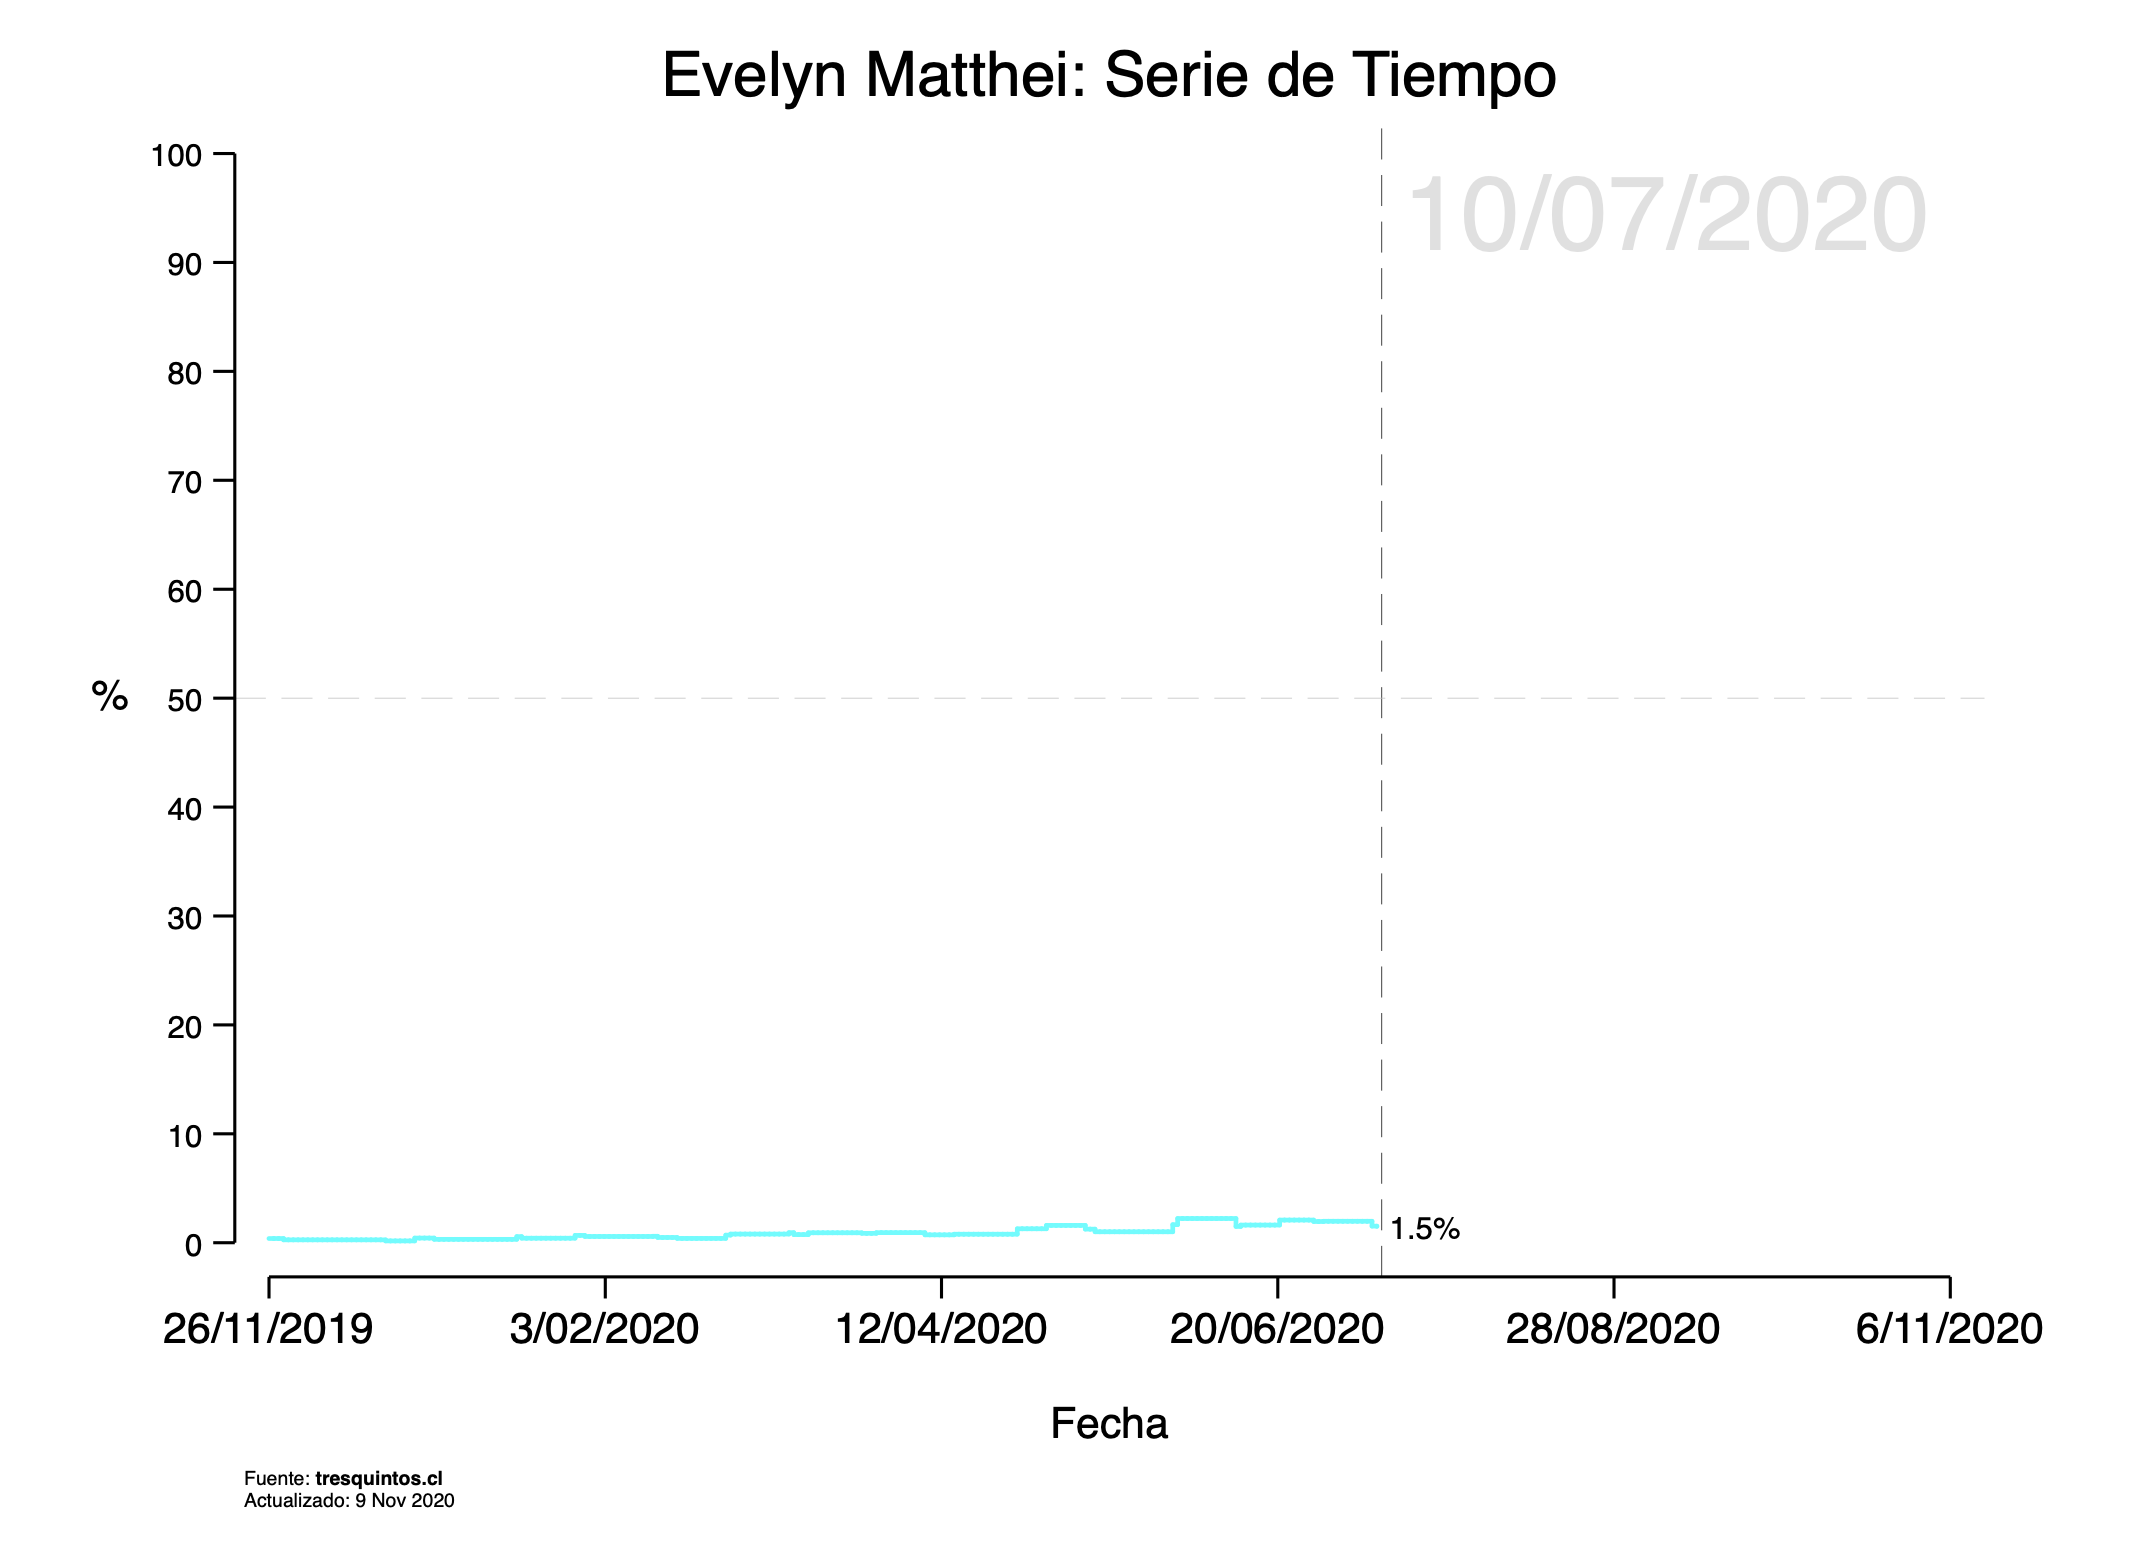 Evelyn Matthei: Serie de Tiempo
10/07/2020
100
90
80
70
60
50
40
30
20
10
0
%
1.5%
26/11/2019 3/02/2020 12/04/2020 20/06/2020 28/08/2020 6/11/2020
Fecha
Fuente: tresquintos.cl
Actualizado: 9 Nov 2020